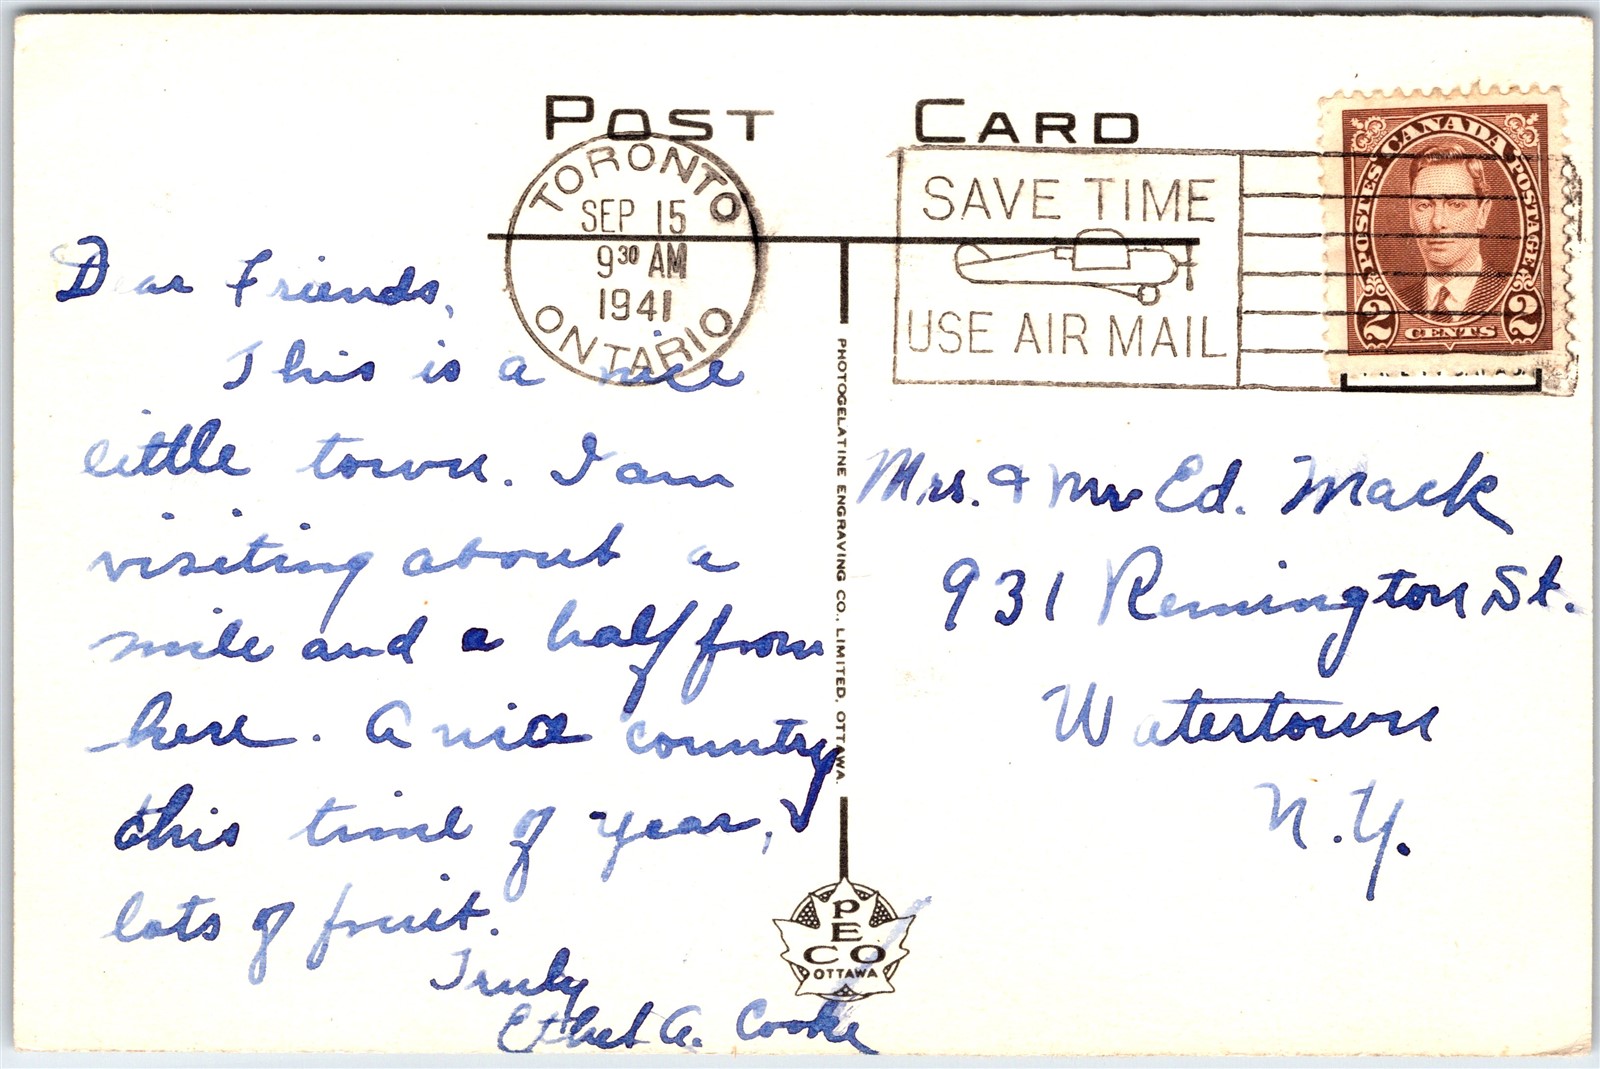 POST CARD
TORONTO
SEP 15
9 30 AM
1941
ONTARIO
SAVE TIME
USE AIR MAIL
POSTES CANADA POSTAGE
2 CENTS 2
Dear Friends,
This is a nice
little town. I am
visiting about a
mile and a half from
here. A nice country
this time of year,
lots of fruit.
Truly
Ethel A. Cooke
PHOTOGELATINE ENGRAVING CO., LIMITED, OTTAWA.
PECO
OTTAWA
Mrs. & Mr Ed. Mack
931 Remington St.
Watertown
N.Y.